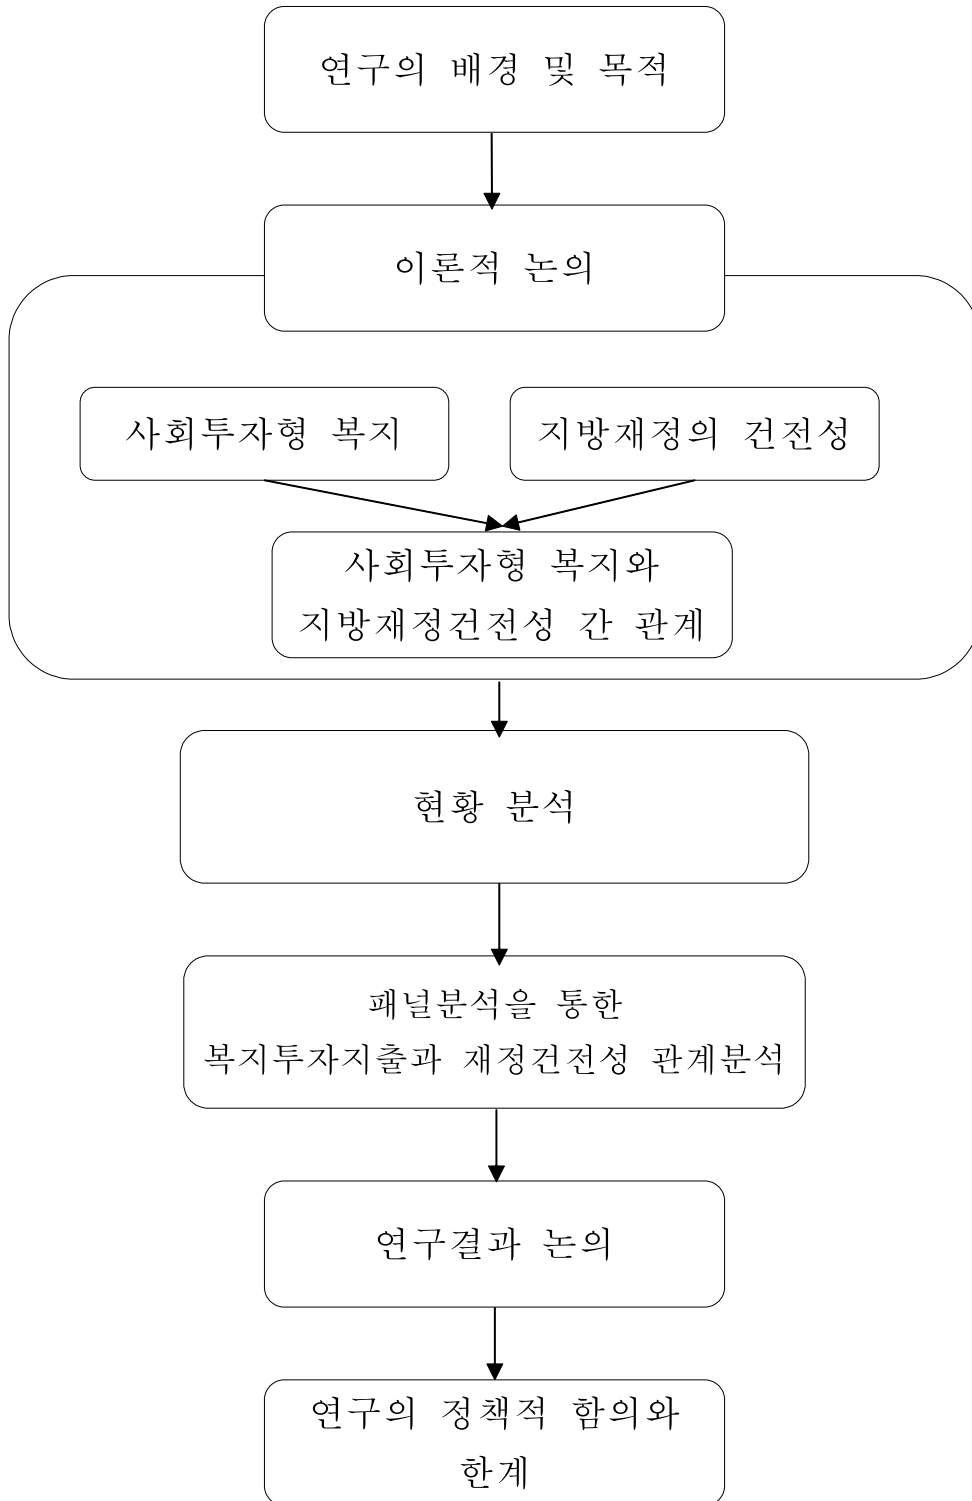 연구의 배경 및 목적
이론적 논의
사회투자형 복지
지방재정의 건전성
사회투자형 복지와
지방재정건전성 간 관계
현황 분석
패널분석을 통한
복지투자지출과 재정건전성 관계분석
연구결과 논의
연구의 정책적 함의와
한계